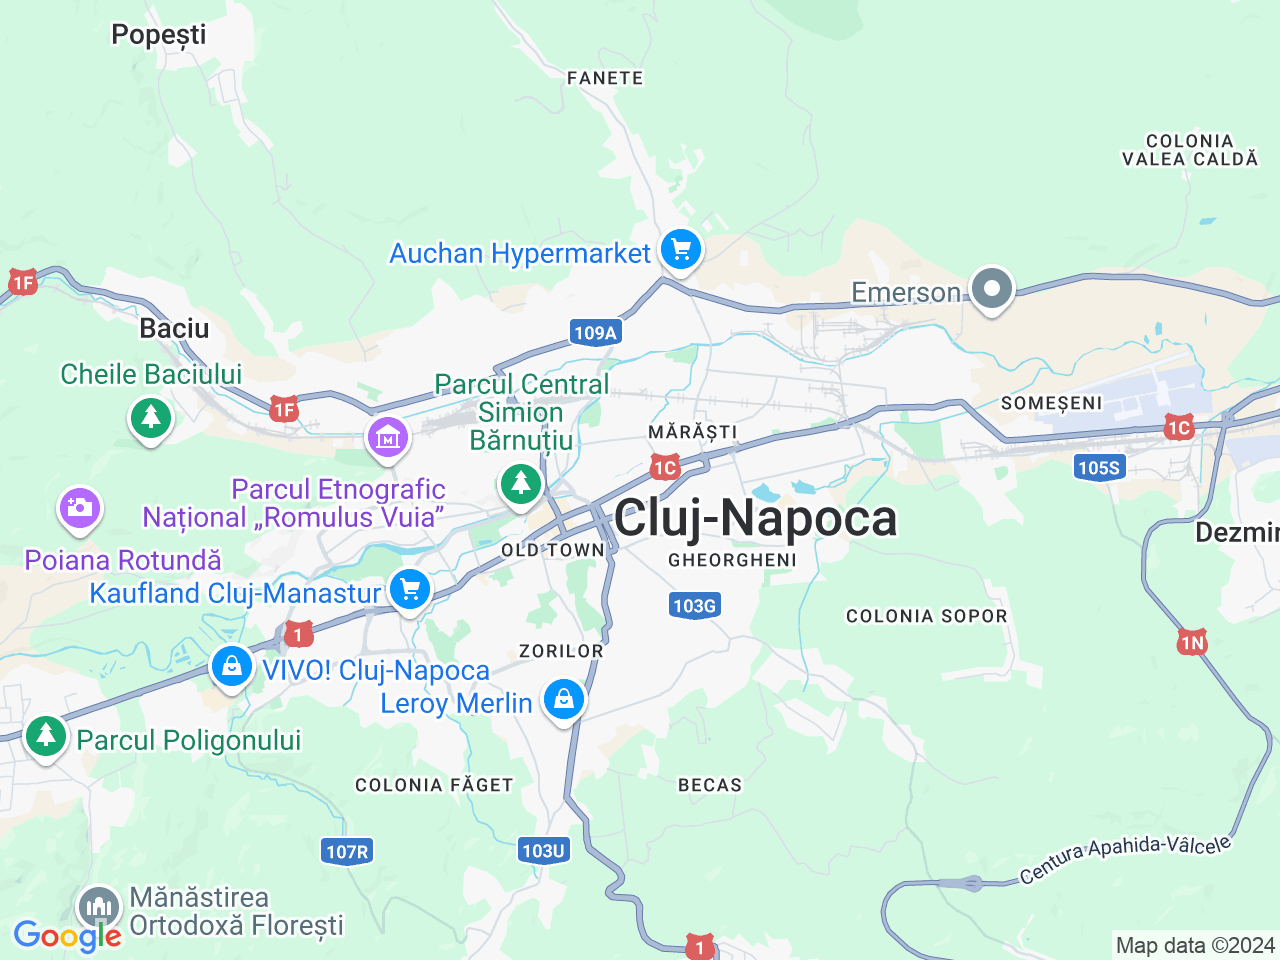 Popești
FANETE
COLONIA
VALEA CALDĂ
Auchan Hypermarket
1F
Emerson
Baciu
109A
Cheile Baciului
Parcul Central
Simion
Bărnuțiu
1F
SOMEȘENI
MĂRĂȘTI
1C
1C
105S
Parcul Etnografic
Național „Romulus Vuia”
Cluj-Napoca
Dezmir
OLD TOWN
GHEORGHENI
Poiana Rotundă
Kaufland Cluj-Manastur
103G
COLONIA SOPOR
1
1N
ZORILOR
VIVO! Cluj-Napoca
Leroy Merlin
Parcul Poligonului
COLONIA FĂGET
BECAS
107R
103U
Centura Apahida-Vâlcele
Mănăstirea
Ortodoxă Florești
Google
1
Map data ©2024